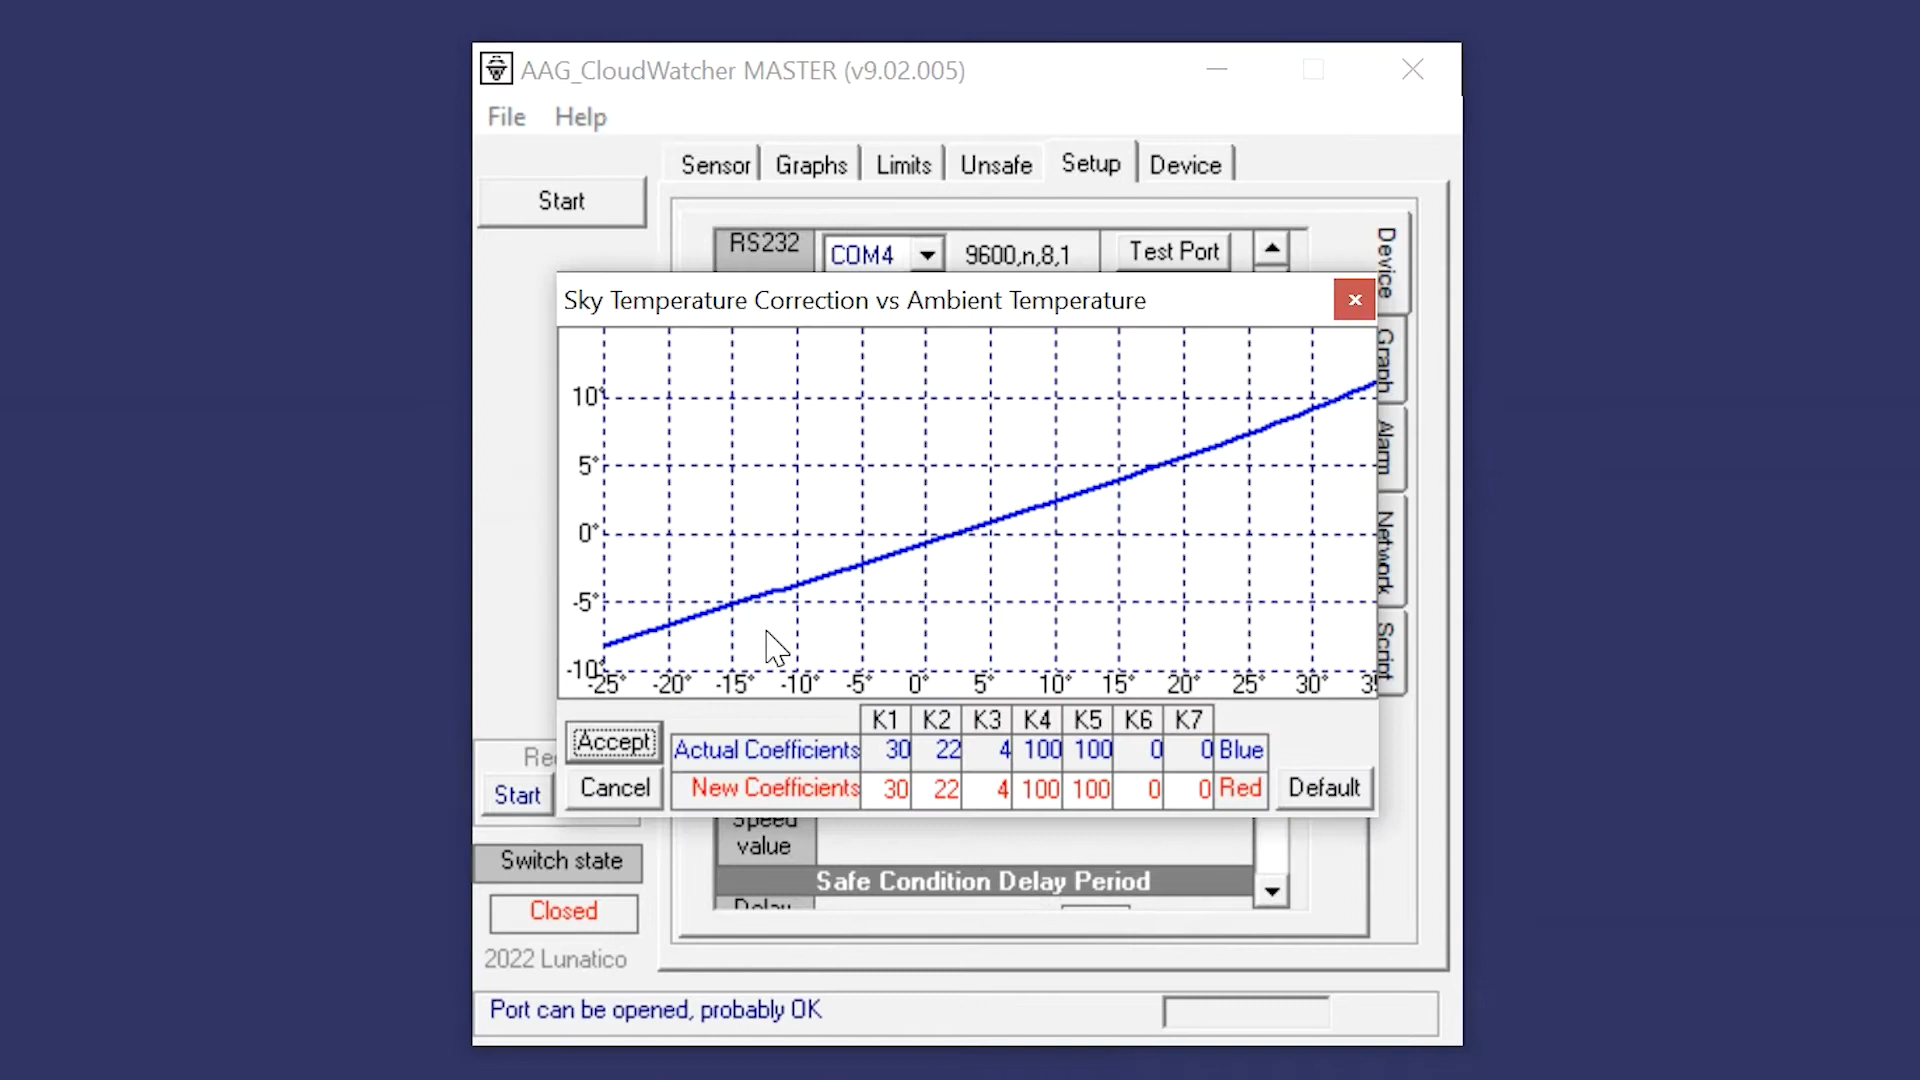 AAG_CloudWatcher MASTER (v9.02.005)
File Help
Sensor Graphs Limits Unsafe Setup Device
Start
RS232 COM4 9600,n,8,1 Test Port
Device
Graph
Alarm
Network
Script
Sky Temperature Correction vs Ambient Temperature
10°
5°
0°
-5°
-10°
-25° -20° -15° -10° -5° 0° 5° 10° 15° 20° 25° 30°
K1 K2 K3 K4 K5 K6 K7
Accept Actual Coefficients 30 22 4 100 100 0 0 Blue
Cancel New Coefficients 30 22 4 100 100 0 0 Red Default
Start
Speed
value
Safe Condition Delay Period
Delay
Switch state
Closed
2022 Lunatico
Port can be opened, probably OK